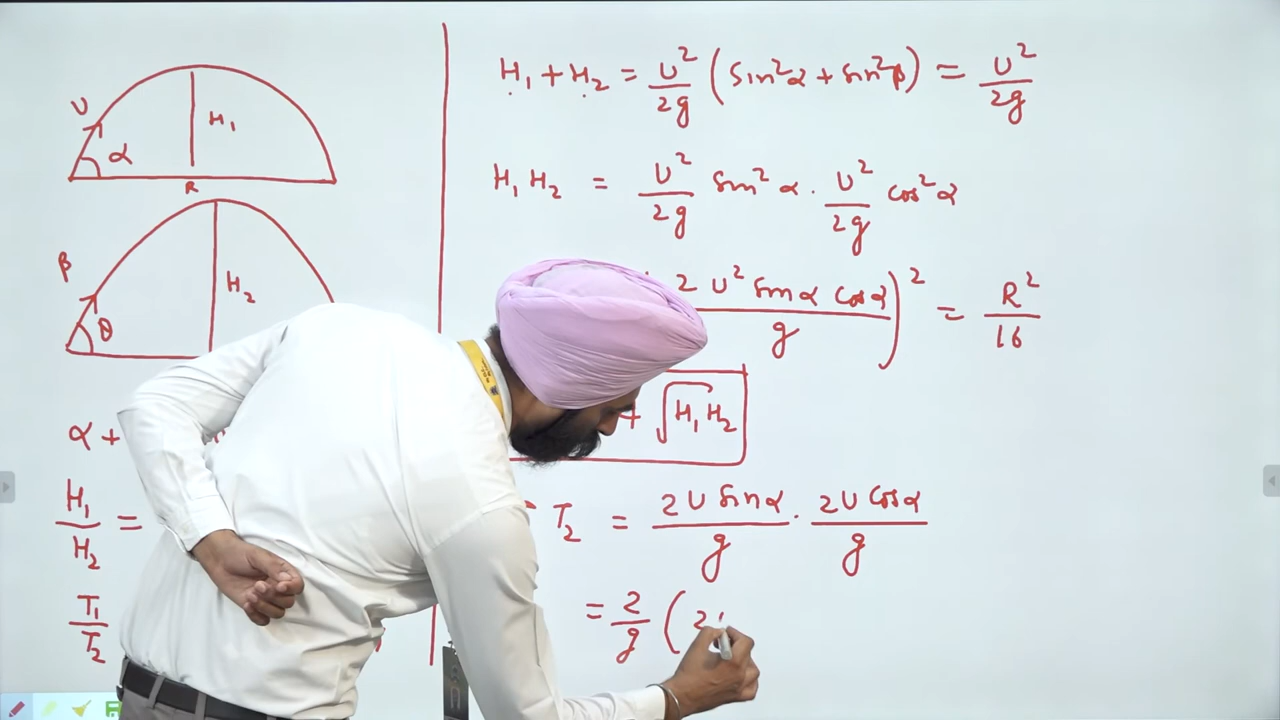 U
α
H₁
R
β
θ
H₂
α +
H₁/H₂ =
T₁/T₂
H₁ + H₂ = U²/2g (Sin²α + Sin²β) = U²/2g
H₁ H₂ = U²/2g Sin²α . U²/2g cos²α
2 U² Sinα Cosα / g )² = R²/16
√H₁H₂
T₂ = 2U Sinα/g . 2U Cosα/g
= 2/g ( 2